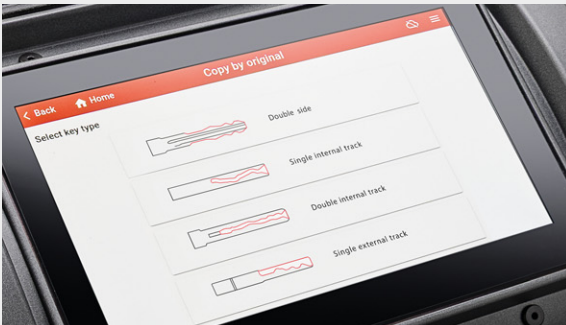 Back
Home
Copy by original
Select key type
Double side
Single internal track
Double internal track
Single external track